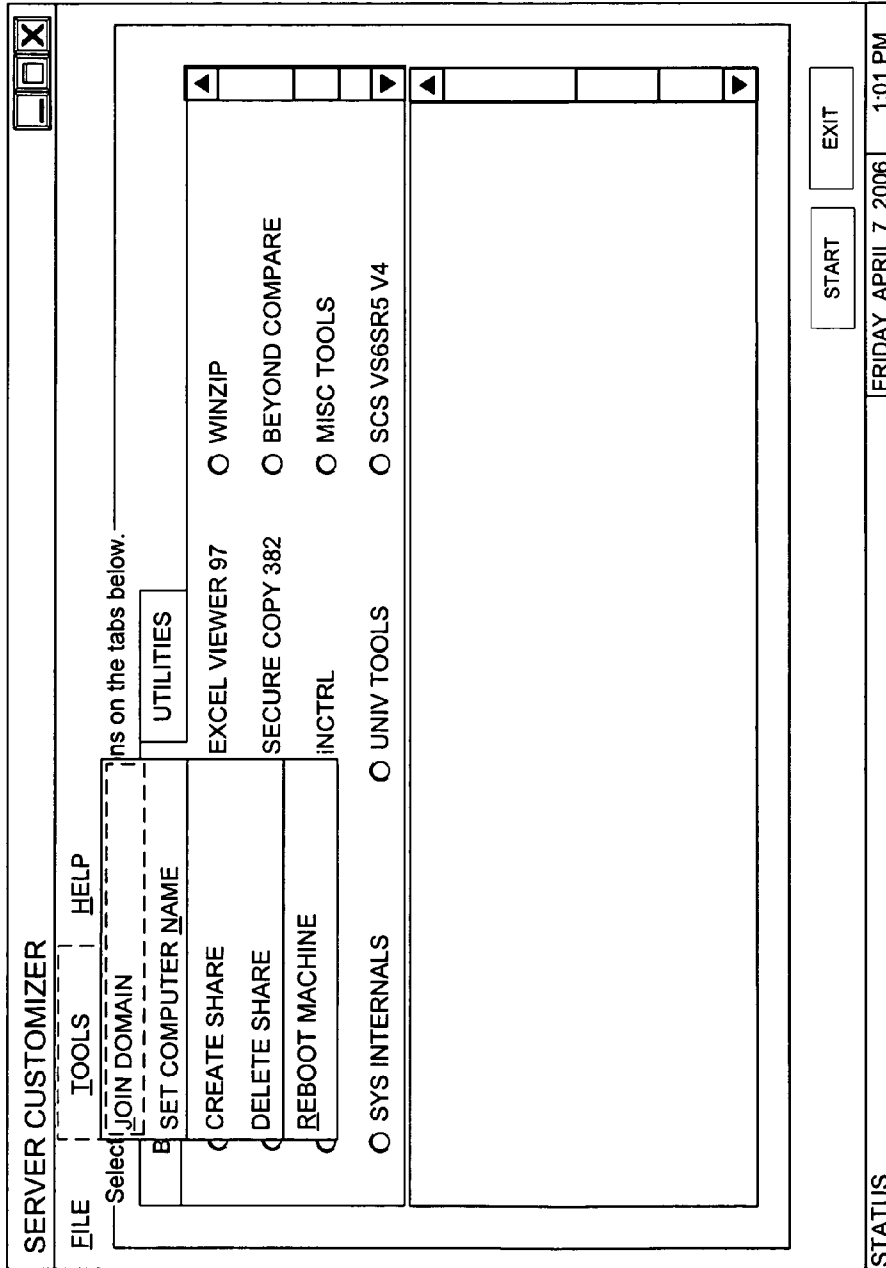 SERVER CUSTOMIZER
FILE TOOLS HELP
Select ns on the tabs below.
JOIN DOMAIN
SET COMPUTER NAME
CREATE SHARE
DELETE SHARE
REBOOT MACHINE
B
UTILITIES
EXCEL VIEWER 97
WINZIP
SECURE COPY 382
BEYOND COMPARE
INCTRL
MISC TOOLS
SYS INTERNALS
UNIV TOOLS
SCS VS6SR5 V4
START
EXIT
STATUS
FRIDAY APRIL 7 2006
1:01 PM